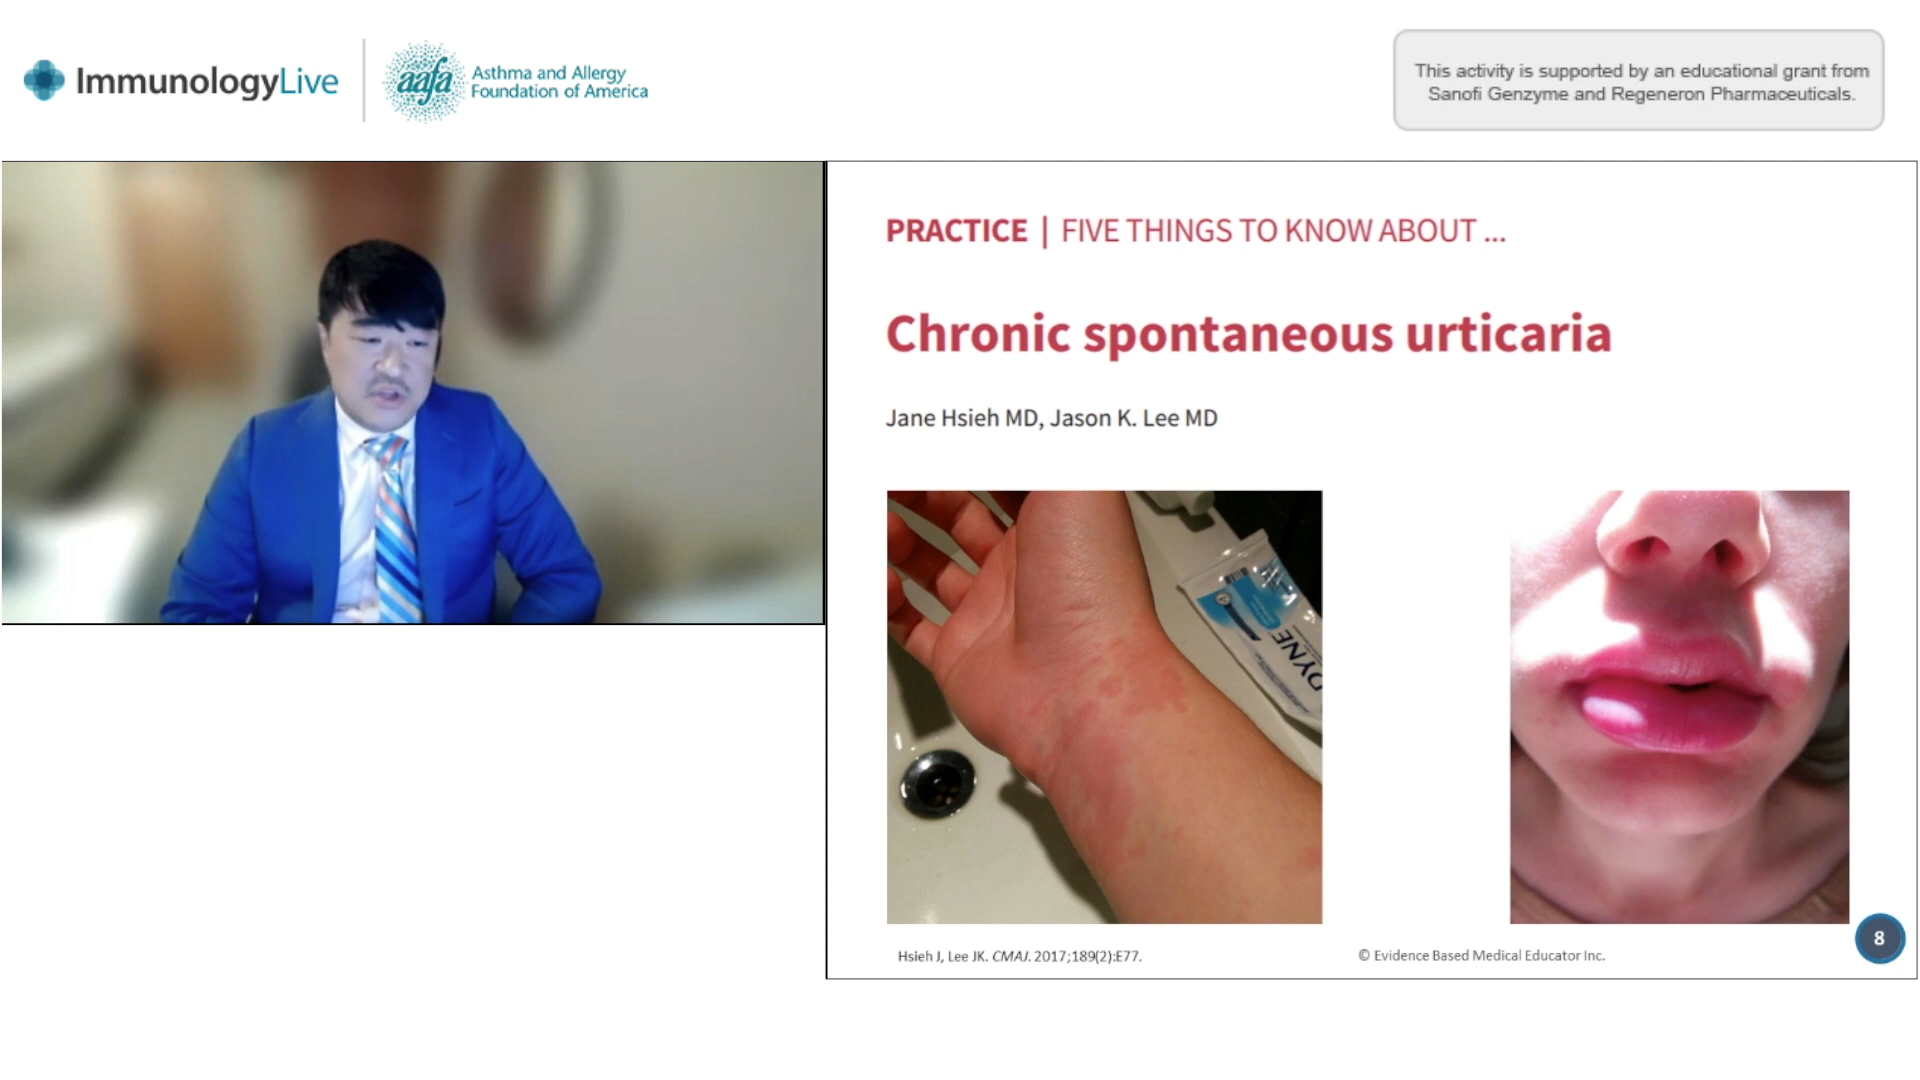 ImmunologyLive
aafa
Asthma and Allergy
Foundation of America
This activity is supported by an educational grant from
Sanofi Genzyme and Regeneron Pharmaceuticals.
PRACTICE | FIVE THINGS TO KNOW ABOUT ...
Chronic spontaneous urticaria
Jane Hsieh MD, Jason K. Lee MD
DYNE
Hsieh J, Lee JK. CMAJ. 2017;189(2):E77.
© Evidence Based Medical Educator Inc.
8